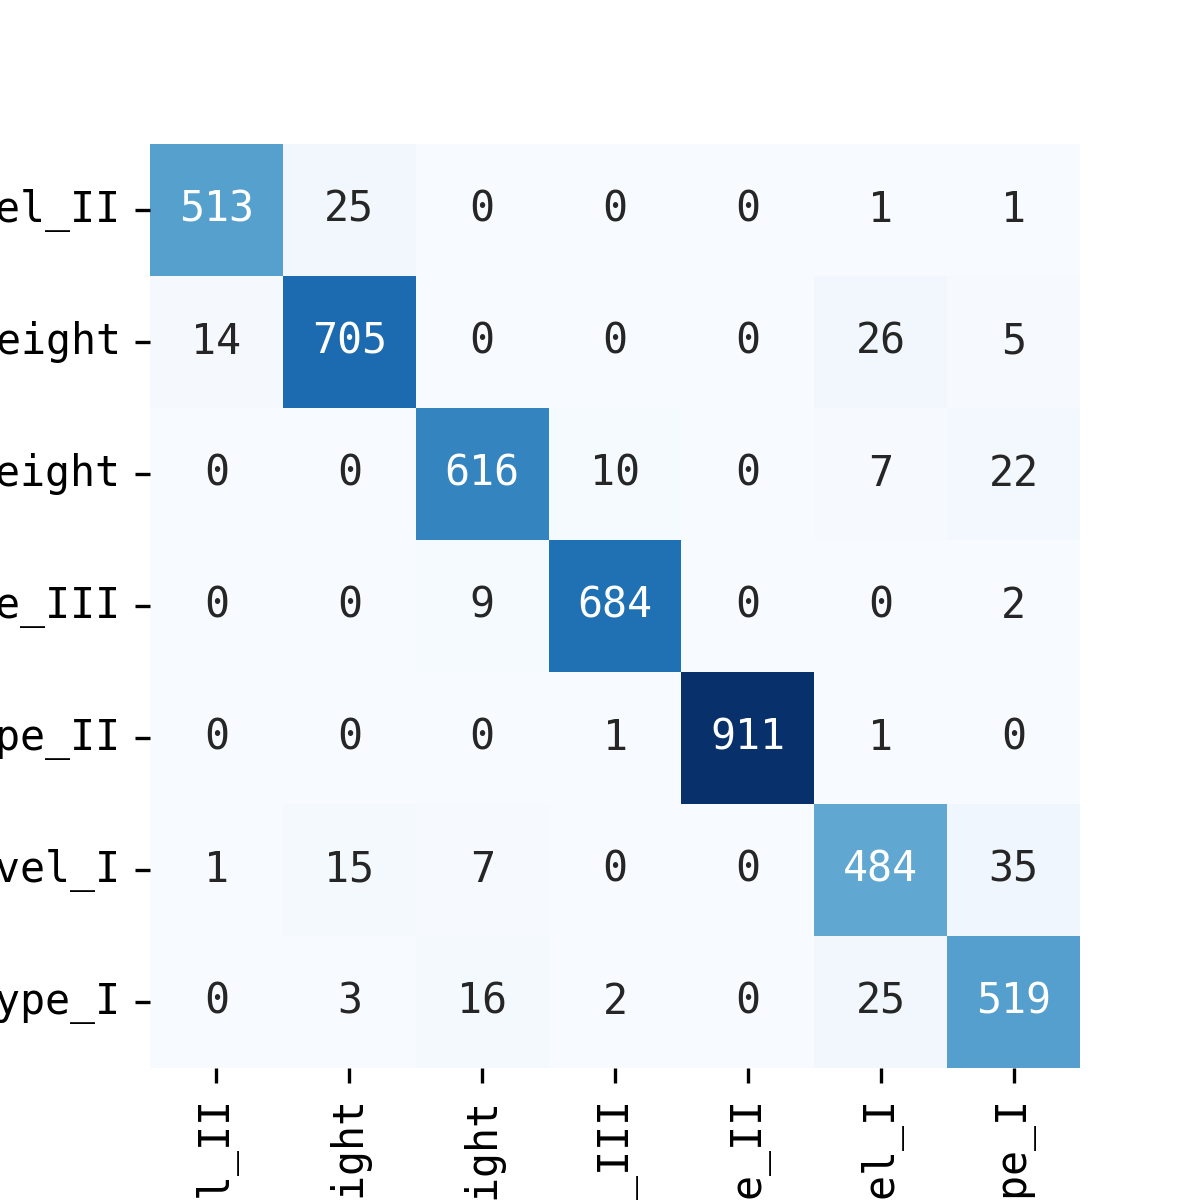 el_II 513 25 0 0 0 1 1
eight 14 705 0 0 0 26 5
eight 0 0 616 10 0 7 22
e_III 0 0 9 684 0 0 2
pe_II 0 0 0 1 911 1 0
vel_I 1 15 7 0 0 484 35
ype_I 0 3 16 2 0 25 519
l_II
ight
ight
_III
e_II
el_I
pe_I